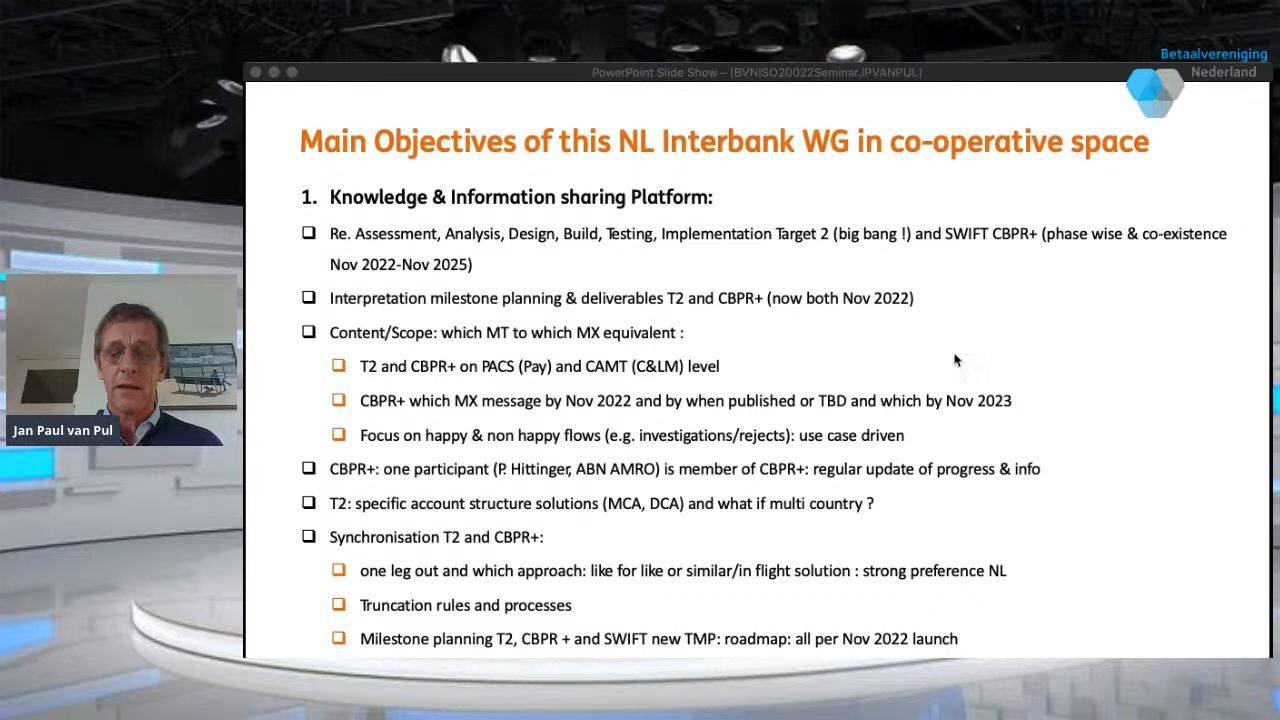 Betaalvereniging
Nederland
PowerPoint Slide Show – [BVNISO20022SeminarJPVANPUL]
Main Objectives of this NL Interbank WG in co-operative space
1. Knowledge & Information sharing Platform:
Re. Assessment, Analysis, Design, Build, Testing, Implementation Target 2 (big bang !) and SWIFT CBPR+ (phase wise & co-existence
Nov 2022-Nov 2025)
Interpretation milestone planning & deliverables T2 and CBPR+ (now both Nov 2022)
Content/Scope: which MT to which MX equivalent :
T2 and CBPR+ on PACS (Pay) and CAMT (C&LM) level
CBPR+ which MX message by Nov 2022 and by when published or TBD and which by Nov 2023
Focus on happy & non happy flows (e.g. investigations/rejects): use case driven
CBPR+: one participant (P. Hittinger, ABN AMRO) is member of CBPR+: regular update of progress & info
T2: specific account structure solutions (MCA, DCA) and what if multi country ?
Synchronisation T2 and CBPR+:
one leg out and which approach: like for like or similar/in flight solution : strong preference NL
Truncation rules and processes
Milestone planning T2, CBPR + and SWIFT new TMP: roadmap: all per Nov 2022 launch
Jan Paul van Pul